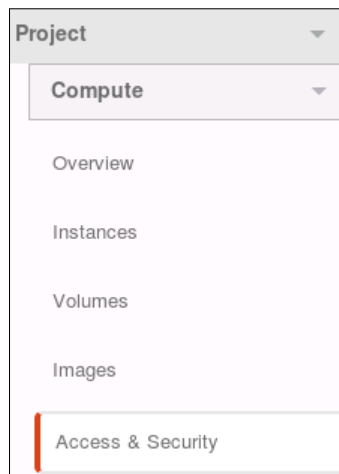 Project
Compute
Overview
Instances
Volumes
Images
Access & Security